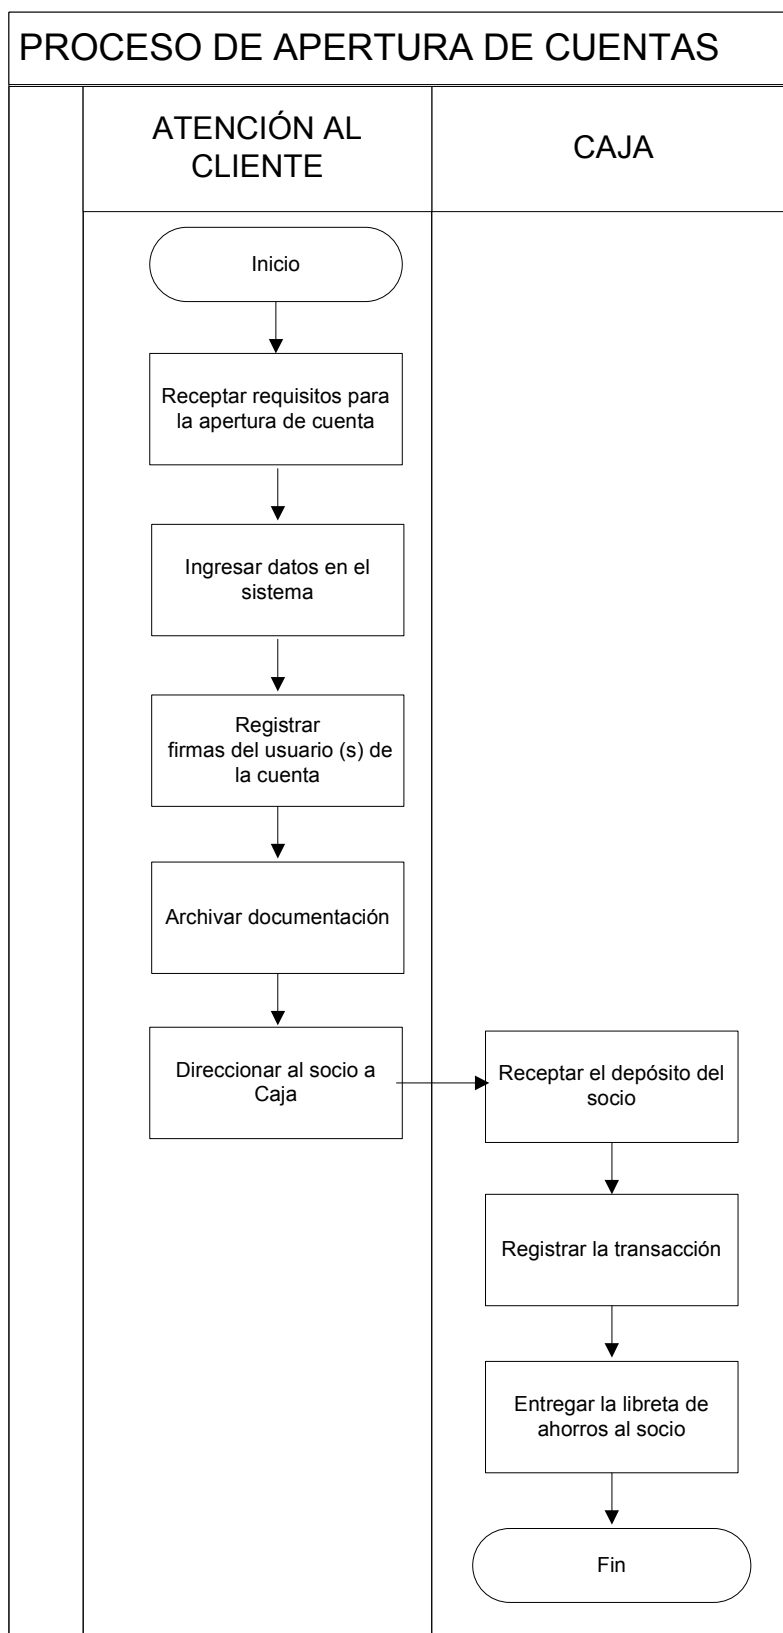 PROCESO DE APERTURA DE CUENTAS
ATENCIÓN AL
CLIENTE
CAJA
Inicio
Receptar requisitos para
la apertura de cuenta
Ingresar datos en el
sistema
Registrar
firmas del usuario (s) de
la cuenta
Archivar documentación
Direccionar al socio a
Caja
Receptar el depósito del
socio
Registrar la transacción
Entregar la libreta de
ahorros al socio
Fin